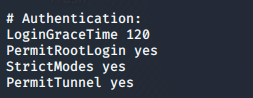 # Authentication:
LoginGraceTime 120
PermitRootLogin yes
StrictModes yes
PermitTunnel yes